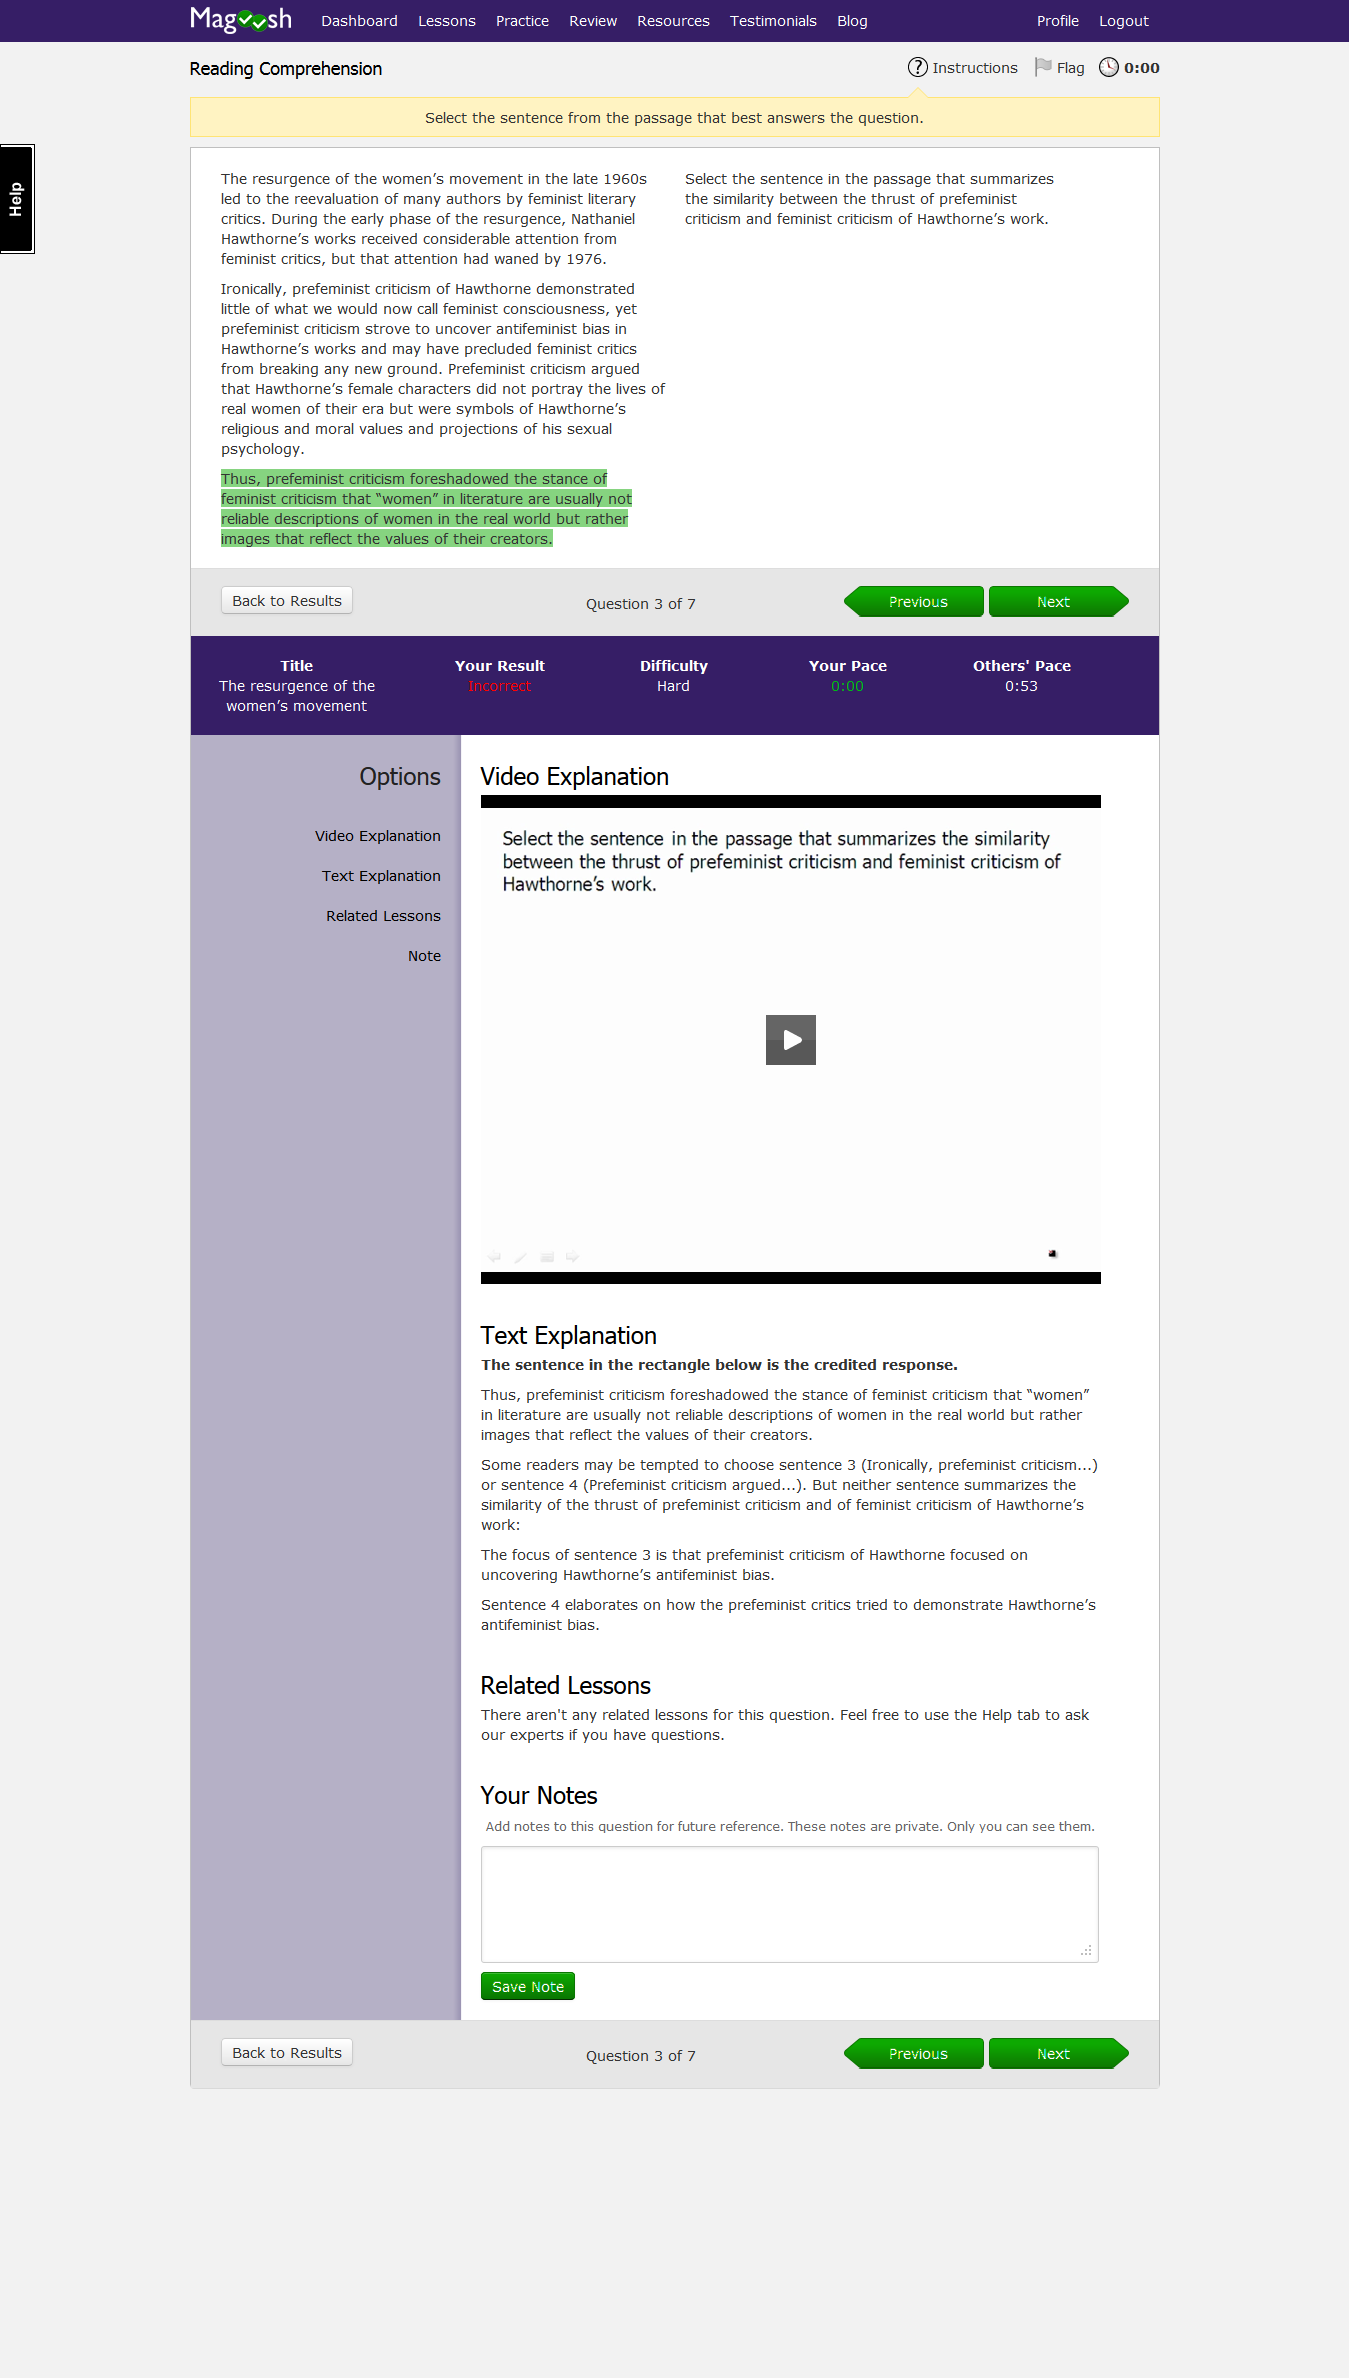 Magoosh Dashboard Lessons Practice Review Resources Testimonials Blog Profile Logout
Reading Comprehension
Instructions Flag 0:00
Select the sentence from the passage that best answers the question.
Help
The resurgence of the women’s movement in the late 1960s
led to the reevaluation of many authors by feminist literary
critics. During the early phase of the resurgence, Nathaniel
Hawthorne’s works received considerable attention from
feminist critics, but that attention had waned by 1976.
Ironically, prefeminist criticism of Hawthorne demonstrated
little of what we would now call feminist consciousness, yet
prefeminist criticism strove to uncover antifeminist bias in
Hawthorne’s works and may have precluded feminist critics
from breaking any new ground. Prefeminist criticism argued
that Hawthorne’s female characters did not portray the lives of
real women of their era but were symbols of Hawthorne’s
religious and moral values and projections of his sexual
psychology.
Thus, prefeminist criticism foreshadowed the stance of
feminist criticism that “women” in literature are usually not
reliable descriptions of women in the real world but rather
images that reflect the values of their creators.
Select the sentence in the passage that summarizes
the similarity between the thrust of prefeminist
criticism and feminist criticism of Hawthorne’s work.
Back to Results Question 3 of 7 Previous Next
Title Your Result Difficulty Your Pace Others' Pace
The resurgence of the Incorrect Hard 0:00 0:53
women’s movement
Options
Video Explanation
Text Explanation
Related Lessons
Note
Video Explanation
Select the sentence in the passage that summarizes the similarity
between the thrust of prefeminist criticism and feminist criticism of
Hawthorne’s work.
Text Explanation
The sentence in the rectangle below is the credited response.
Thus, prefeminist criticism foreshadowed the stance of feminist criticism that “women”
in literature are usually not reliable descriptions of women in the real world but rather
images that reflect the values of their creators.
Some readers may be tempted to choose sentence 3 (Ironically, prefeminist criticism...)
or sentence 4 (Prefeminist criticism argued...). But neither sentence summarizes the
similarity of the thrust of prefeminist criticism and of feminist criticism of Hawthorne’s
work:
The focus of sentence 3 is that prefeminist criticism of Hawthorne focused on
uncovering Hawthorne’s antifeminist bias.
Sentence 4 elaborates on how the prefeminist critics tried to demonstrate Hawthorne’s
antifeminist bias.
Related Lessons
There aren't any related lessons for this question. Feel free to use the Help tab to ask
our experts if you have questions.
Your Notes
Add notes to this question for future reference. These notes are private. Only you can see them.
Save Note
Back to Results Question 3 of 7 Previous Next